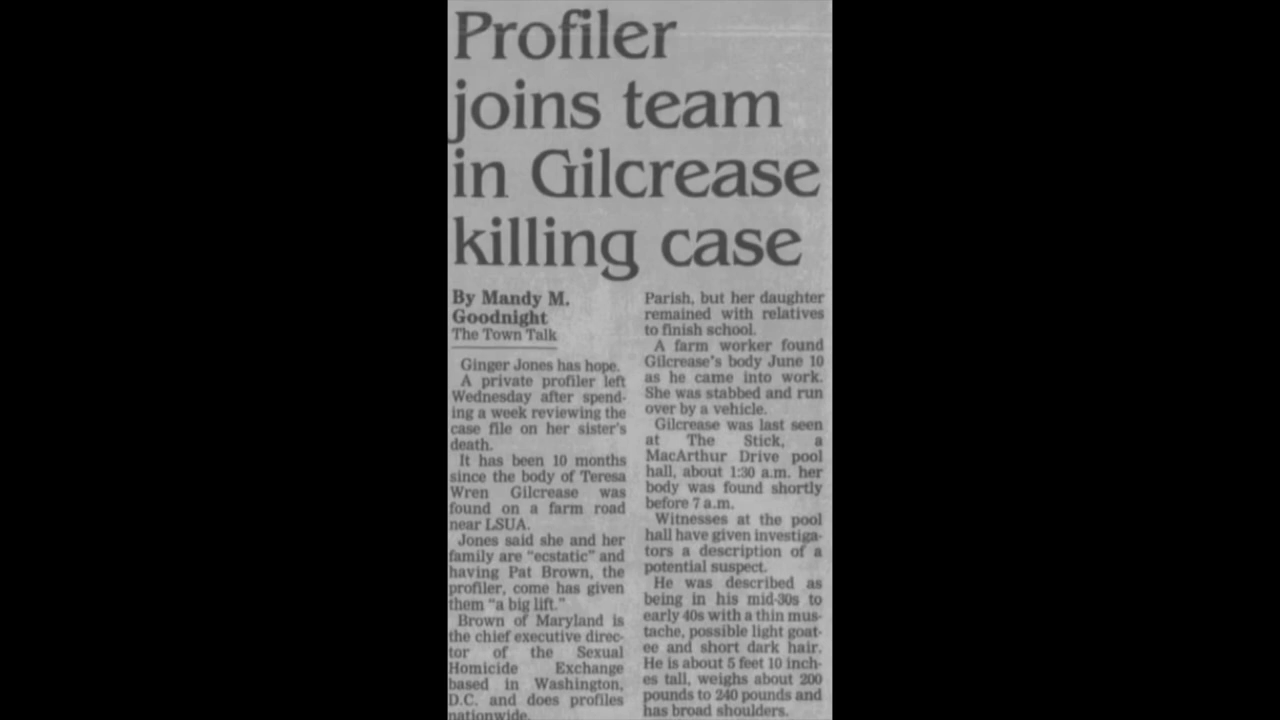 Profiler
joins team
in Gilcrease
killing case
By Mandy M.
Goodnight
The Town Talk
Ginger Jones has hope.
A private profiler left
Wednesday after spend-
ing a week reviewing the
case file on her sister's
death.
It has been 10 months
since the body of Teresa
Wren Gilcrease was
found on a farm road
near LSUA.
Jones said she and her
family are "ecstatic" and
having Pat Brown, the
profiler, come has given
them "a big lift."
Brown of Maryland is
the chief executive direc-
tor of the Sexual
Homicide Exchange
based in Washington,
D.C. and does profiles
nationwide.
Parish, but her daughter
remained with relatives
to finish school.
A farm worker found
Gilcrease's body June 10
as he came into work.
She was stabbed and run
over by a vehicle.
Gilcrease was last seen
at The Stick, a
MacArthur Drive pool
hall, about 1:30 a.m. her
body was found shortly
before 7 a.m.
Witnesses at the pool
hall have given investiga-
tors a description of a
potential suspect.
He was described as
being in his mid-30s to
early 40s with a thin mus-
tache, possible light goat-
ee and short dark hair.
He is about 5 feet 10 inch-
es tall, weighs about 200
pounds to 240 pounds and
has broad shoulders.